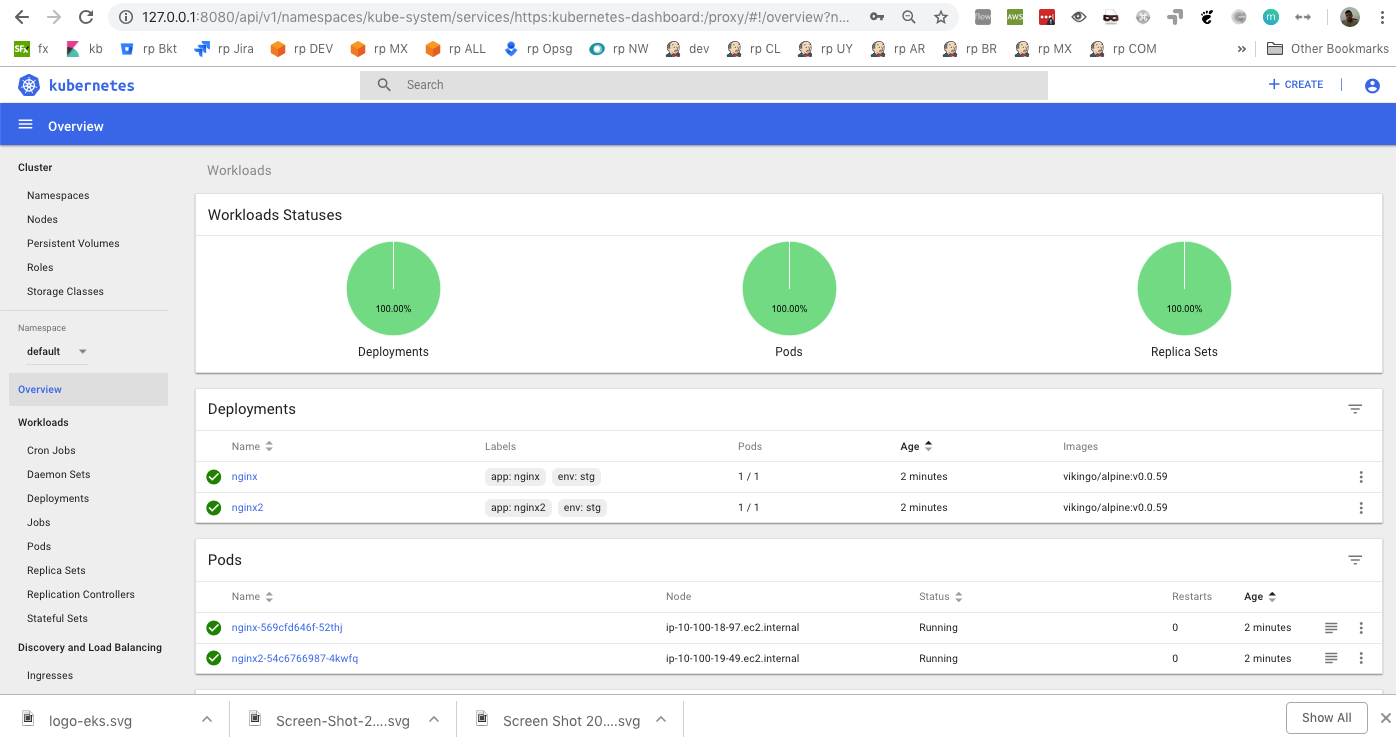 127.0.0.1:8080/api/v1/namespaces/kube-system/services/https:kubernetes-dashboard:/proxy/#!/overview?n...
fx kb rp Bkt rp Jira rp DEV rp MX rp ALL rp Opsg rp NW dev rp CL rp UY rp AR rp BR rp MX rp COM » Other Bookmarks
kubernetes Search + CREATE
Overview
Cluster
Namespaces
Nodes
Persistent Volumes
Roles
Storage Classes
Namespace
default
Overview
Workloads
Cron Jobs
Daemon Sets
Deployments
Jobs
Pods
Replica Sets
Replication Controllers
Stateful Sets
Discovery and Load Balancing
Ingresses
Workloads
Workloads Statuses
100.00% 100.00% 100.00%
Deployments Pods Replica Sets
Deployments
Name Labels Pods Age Images
nginx app: nginx env: stg 1 / 1 2 minutes vikingo/alpine:v0.0.59
nginx2 app: nginx2 env: stg 1 / 1 2 minutes vikingo/alpine:v0.0.59
Pods
Name Node Status Restarts Age
nginx-569cfd646f-52thj ip-10-100-18-97.ec2.internal Running 0 2 minutes
nginx2-54c6766987-4kwfq ip-10-100-19-49.ec2.internal Running 0 2 minutes
logo-eks.svg Screen-Shot-2....svg Screen Shot 20....svg Show All